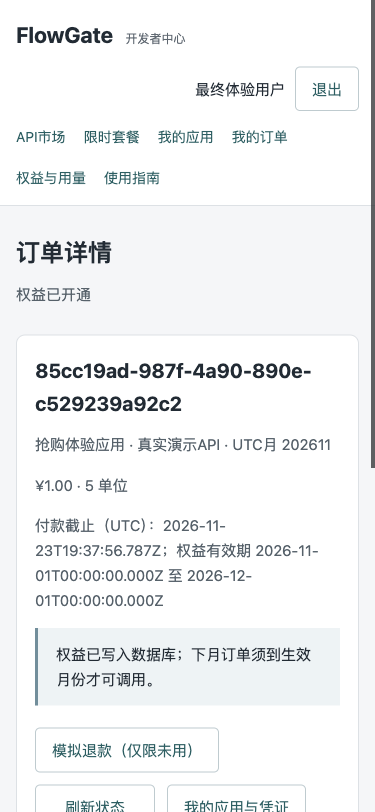 FlowGate 开发者中心
最终体验用户 退出
API市场 限时套餐 我的应用 我的订单
权益与用量 使用指南
订单详情
权益已开通
85cc19ad-987f-4a90-890e-
c529239a92c2
抢购体验应用 · 真实演示API · UTC月 202611
¥1.00 · 5 单位
付款截止（UTC）：2026-11-
23T19:37:56.787Z；权益有效期 2026-11-
01T00:00:00.000Z 至 2026-12-
01T00:00:00.000Z
权益已写入数据库；下月订单须到生效
月份才可调用。
模拟退款（仅限未用）
刷新状态 我的应用与凭证